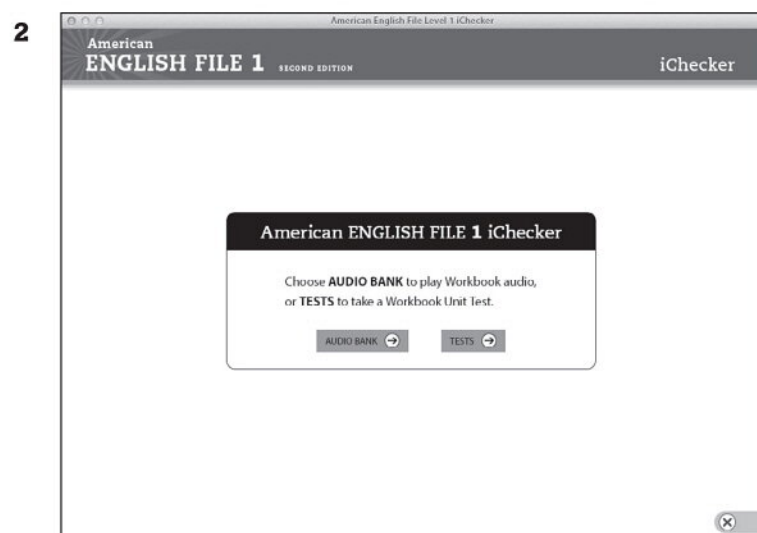 2
American English File Level 1 iChecker
American
ENGLISH FILE 1 SECOND EDITION
iChecker
American ENGLISH FILE 1 iChecker
Choose AUDIO BANK to play Workbook audio,
or TESTS to take a Workbook Unit Test.
AUDIO BANK
TESTS